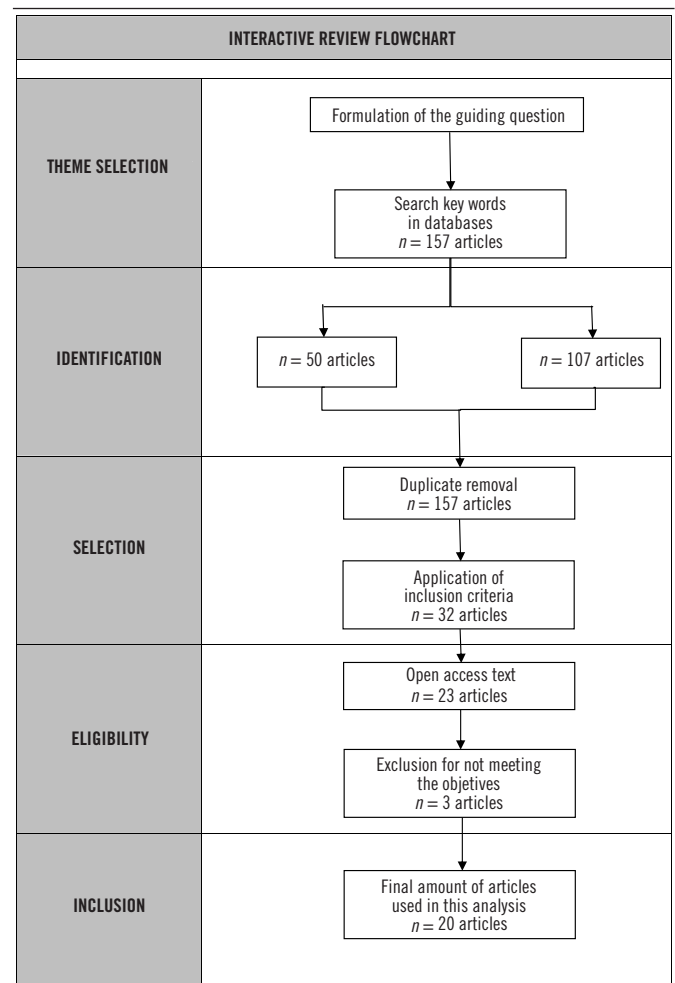 INTERACTIVE REVIEW FLOWCHART
THEME SELECTION
Formulation of the guiding question
Search key words
in databases
n = 157 articles
IDENTIFICATION
n = 50 articles
n = 107 articles
SELECTION
Duplicate removal
n = 157 articles
Application of
inclusion criteria
n = 32 articles
ELIGIBILITY
Open access text
n = 23 articles
Exclusion for not meeting
the objetives
n = 3 articles
INCLUSION
Final amount of articles
used in this analysis
n = 20 articles